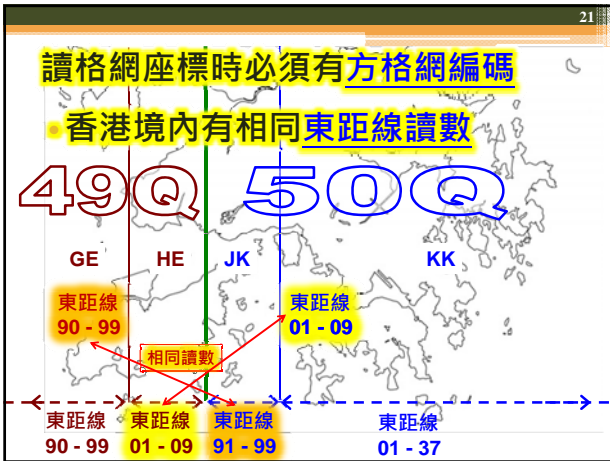 21
讀格網座標時必須有方格網編碼
•香港境內有相同東距線讀數
49Q 50Q
GE HE JK KK
東距線
90 - 99
東距線
01 - 09
相同讀數
東距線
90 - 99
東距線
01 - 09
東距線
91 - 99
東距線
01 - 37